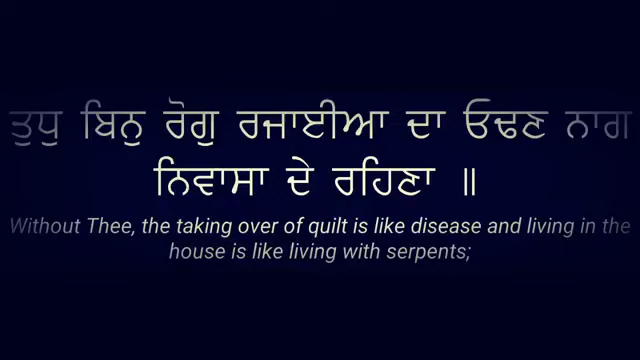 ਤੁਧੁ ਬਿਨੁ ਰੋਗੁ ਰਜਾਈਆ ਦਾ ਓਢਣ ਨਾਗ
ਨਿਵਾਸਾ ਦੇ ਰਹਿਣਾ ॥
Without Thee, the taking over of quilt is like disease and living in the
house is like living with serpents;